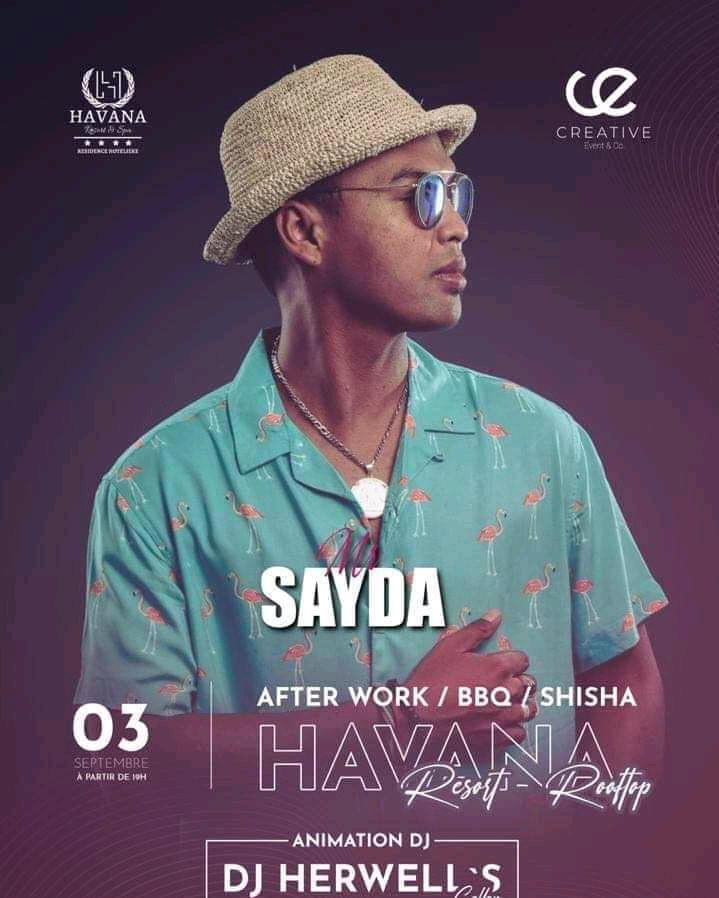 HAVANA
Resort & Spa
RESIDENCE HOTELIERE
CREATIVE
Event & Co.
Mr
SAYDA
AFTER WORK / BBQ / SHISHA
03
SEPTEMBRE
À PARTIR DE 19H
HAVANA
Resort - Rooftop
ANIMATION DJ
DJ HERWELL`S